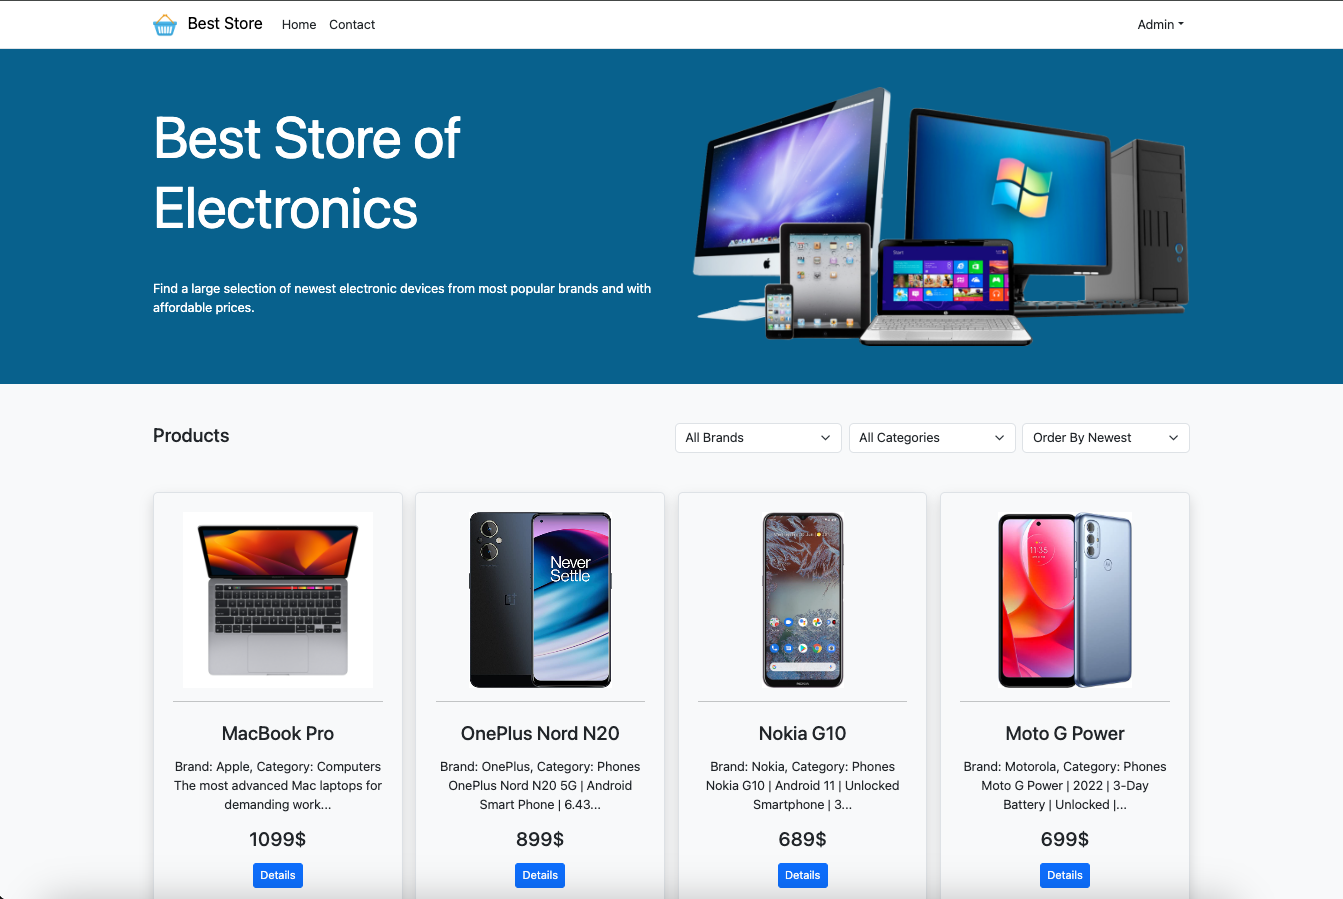 Best Store
Home
Contact
Admin
Best Store of
Electronics
Find a large selection of newest electronic devices from most popular brands and with
affordable prices.
Start
Products
All Brands
All Categories
Order By Newest
Never
Settle
11:35
NOKIA
MacBook Pro
Brand: Apple, Category: Computers
The most advanced Mac laptops for
demanding work...
1099$
Details
OnePlus Nord N20
Brand: OnePlus, Category: Phones
OnePlus Nord N20 5G | Android
Smart Phone | 6.43...
899$
Details
Nokia G10
Brand: Nokia, Category: Phones
Nokia G10 | Android 11 | Unlocked
Smartphone | 3...
689$
Details
Moto G Power
Brand: Motorola, Category: Phones
Moto G Power | 2022 | 3-Day
Battery | Unlocked |...
699$
Details